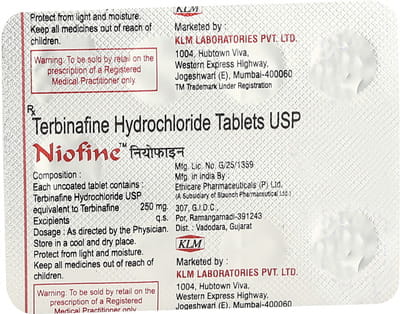 Protect from light and moisture.
Keep all medicines out of reach of
children.
Warning: To be sold by retail on the
prescription of a Registered
Medical Practitioner only.
KLM
Marketed by :
KLM LABORATORIES PVT. LTD.
1004, Hubtown Viva,
Western Express Highway,
Jogeshwari (E), Mumbai-400060
TM Trademark Under Registration
Rx
Terbinafine Hydrochloride Tablets USP
Niofine™ नियोफाइन
Composition :
Each uncoated tablet contains :
Terbinafine Hydrochloride USP
equivalent to Terbinafine 250 mg.
Excipients q.s.
Dosage : As directed by the Physician.
Store in a cool and dry place.
Protect from light and moisture.
Keep all medicines out of reach of
children.
Warning: To be sold by retail on the
prescription of a Registered
Medical Practitioner only.
Mfg. Lic. No. G/25/1359
Mfg. in India By :
Ethicare Pharmaceuticals (P) Ltd.
(A Subsidiary of Staunch Pharmaceutical Ltd.)
307, G.I.D.C.,
Por, Ramangamadi-391243
Dist. : Vadodara, Gujarat
KLM
Marketed by :
KLM LABORATORIES PVT. LTD.
1004, Hubtown Viva,
Western Express Highway,
Jogeshwari (E), Mumbai-400060